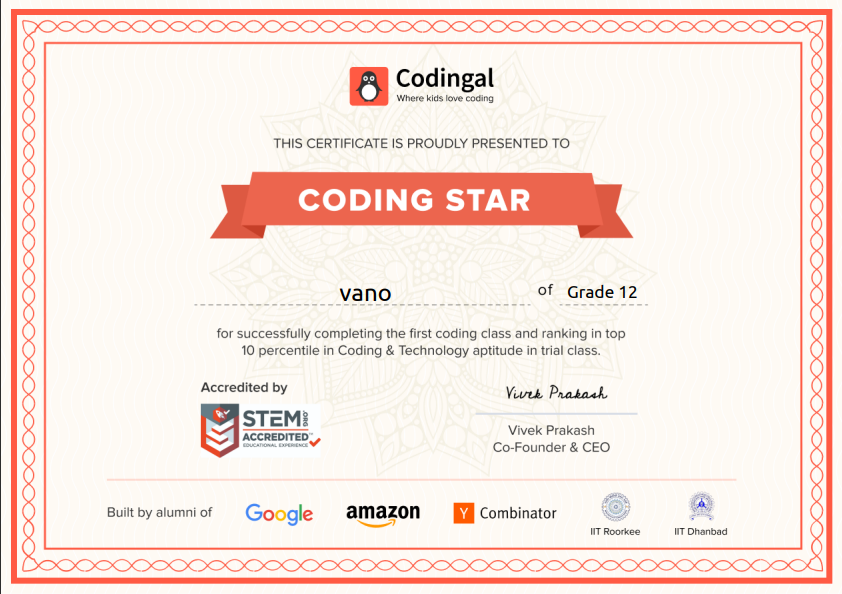 Codingal
Where kids love coding
THIS CERTIFICATE IS PROUDLY PRESENTED TO
CODING STAR
vano of Grade 12
for successfully completing the first coding class and ranking in top
10 percentile in Coding & Technology aptitude in trial class.
Accredited by
STEM.ORG
ACCREDITED™
EDUCATIONAL EXPERIENCE
Vivek Prakash
Vivek Prakash
Co-Founder & CEO
Built by alumni of
Google
amazon
Y Combinator
IIT Roorkee
IIT Dhanbad